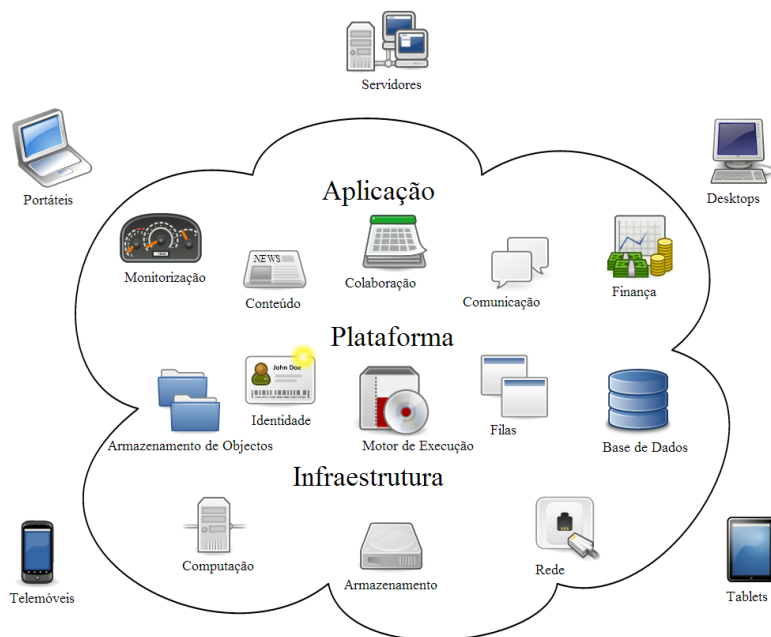 Servidores
Portáteis
Desktops
Aplicação
Monitorização
NEWS
Conteúdo
Colaboração
Comunicação
Finança
Plataforma
John Doe
Armazenamento de Objectos
Identidade
Motor de Execução
Filas
Base de Dados
Infraestrutura
Computação
Armazenamento
Rede
Telemóveis
Tablets